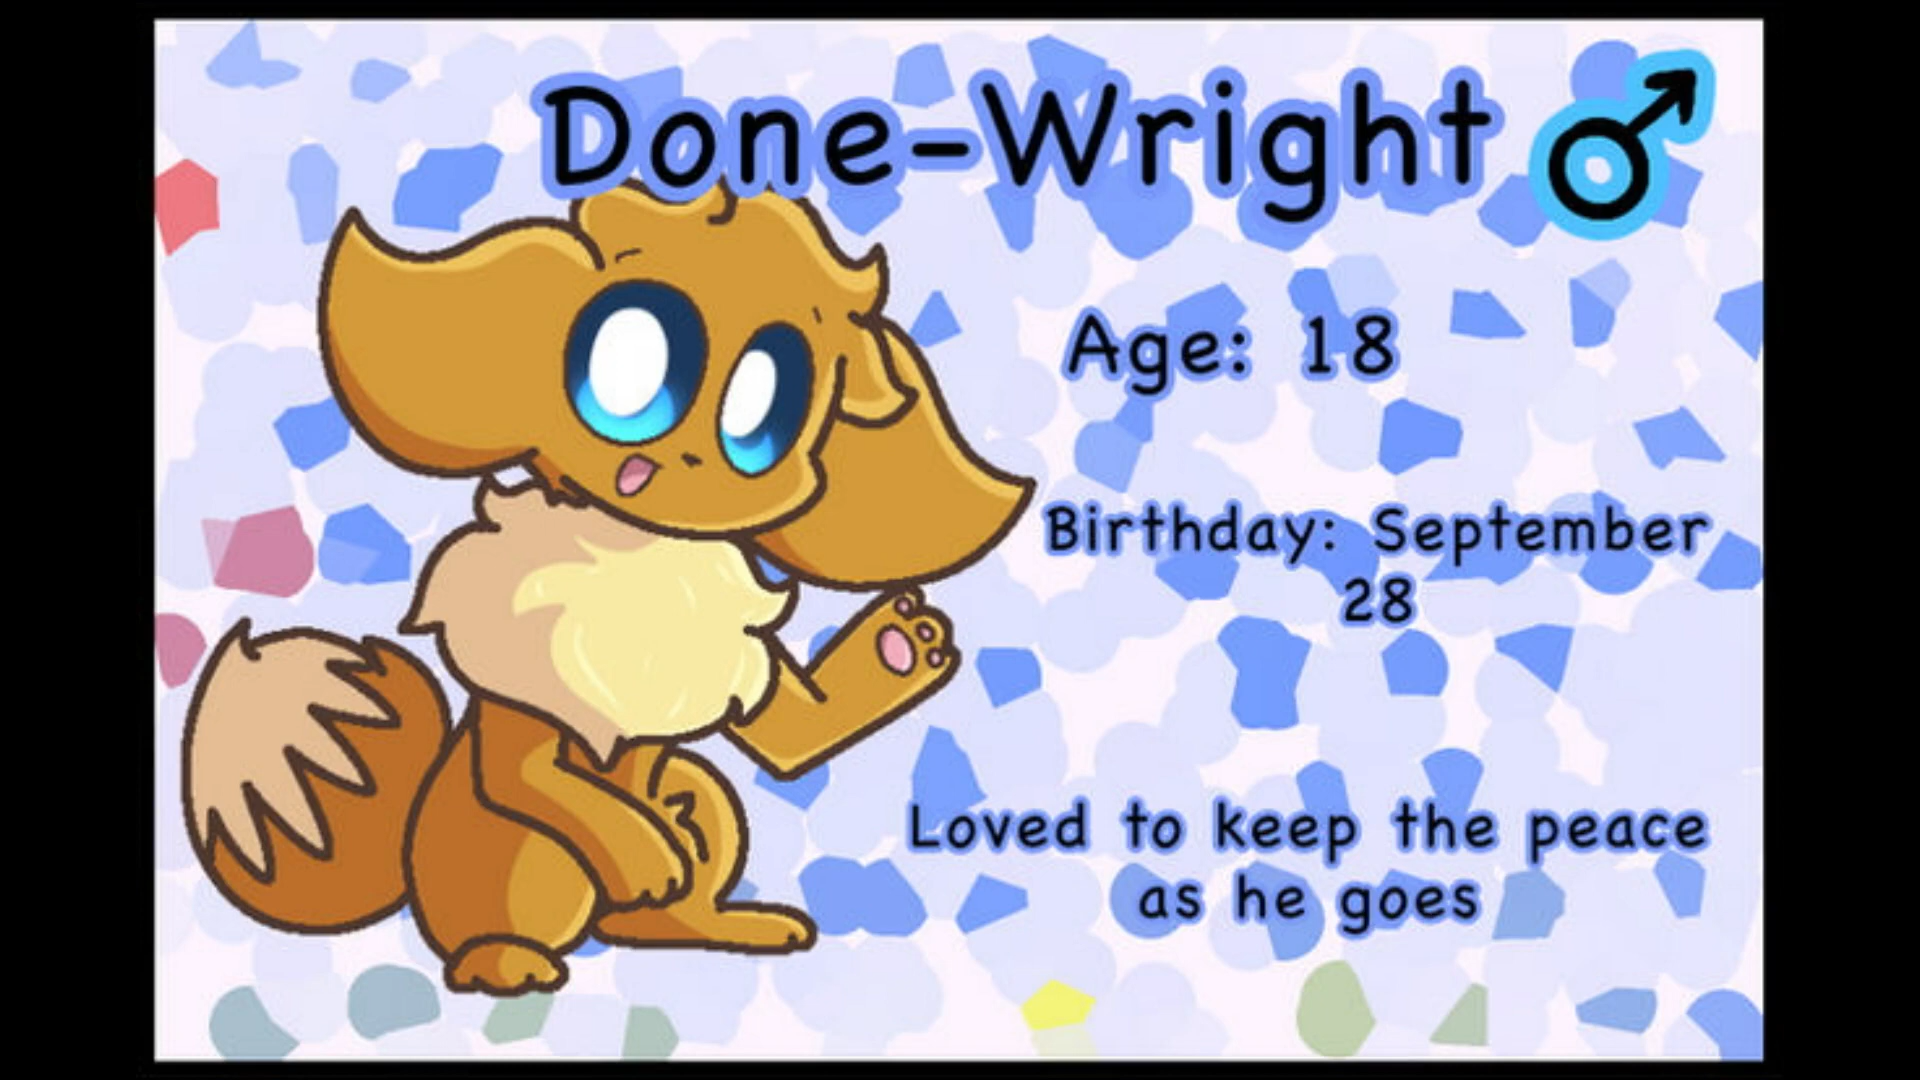 Done-Wright
Age: 18
Birthday: September
28
Loved to keep the peace
as he goes